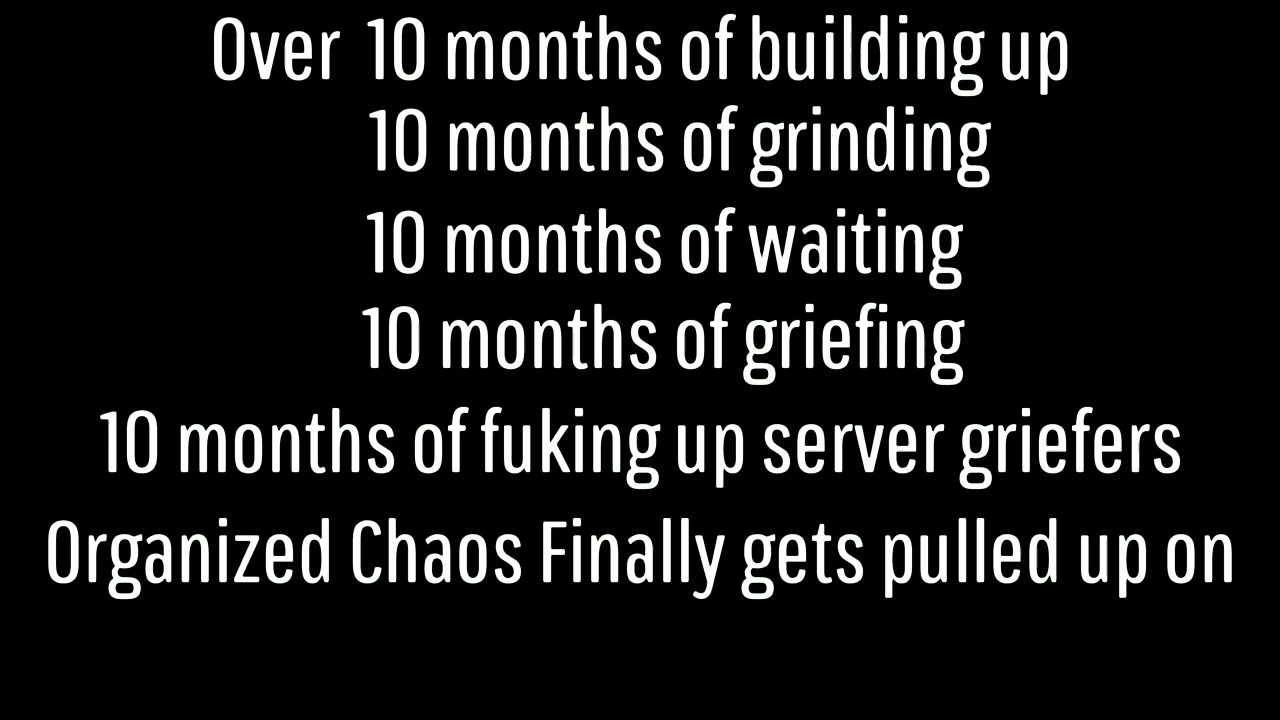 Over 10 months of building up
10 months of grinding
10 months of waiting
10 months of griefing
10 months of fuking up server griefers
Organized Chaos Finally gets pulled up on